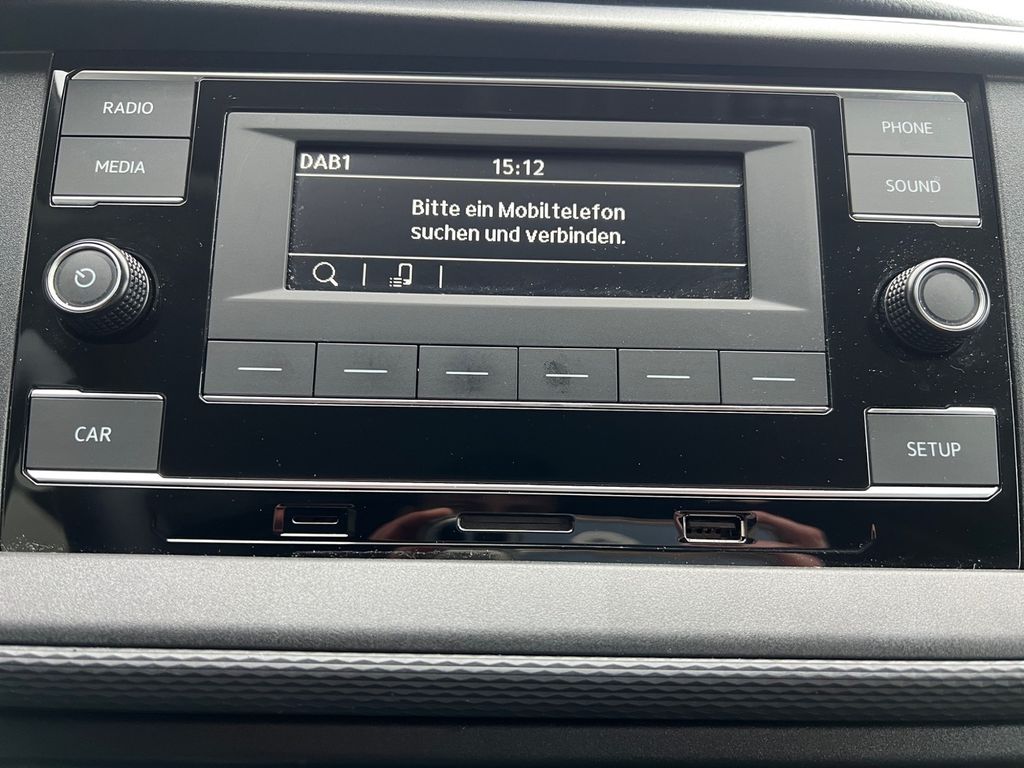 RADIO
MEDIA
DAB1 15:12
Bitte ein Mobiltelefon
suchen und verbinden.
PHONE
SOUND
CAR
SETUP